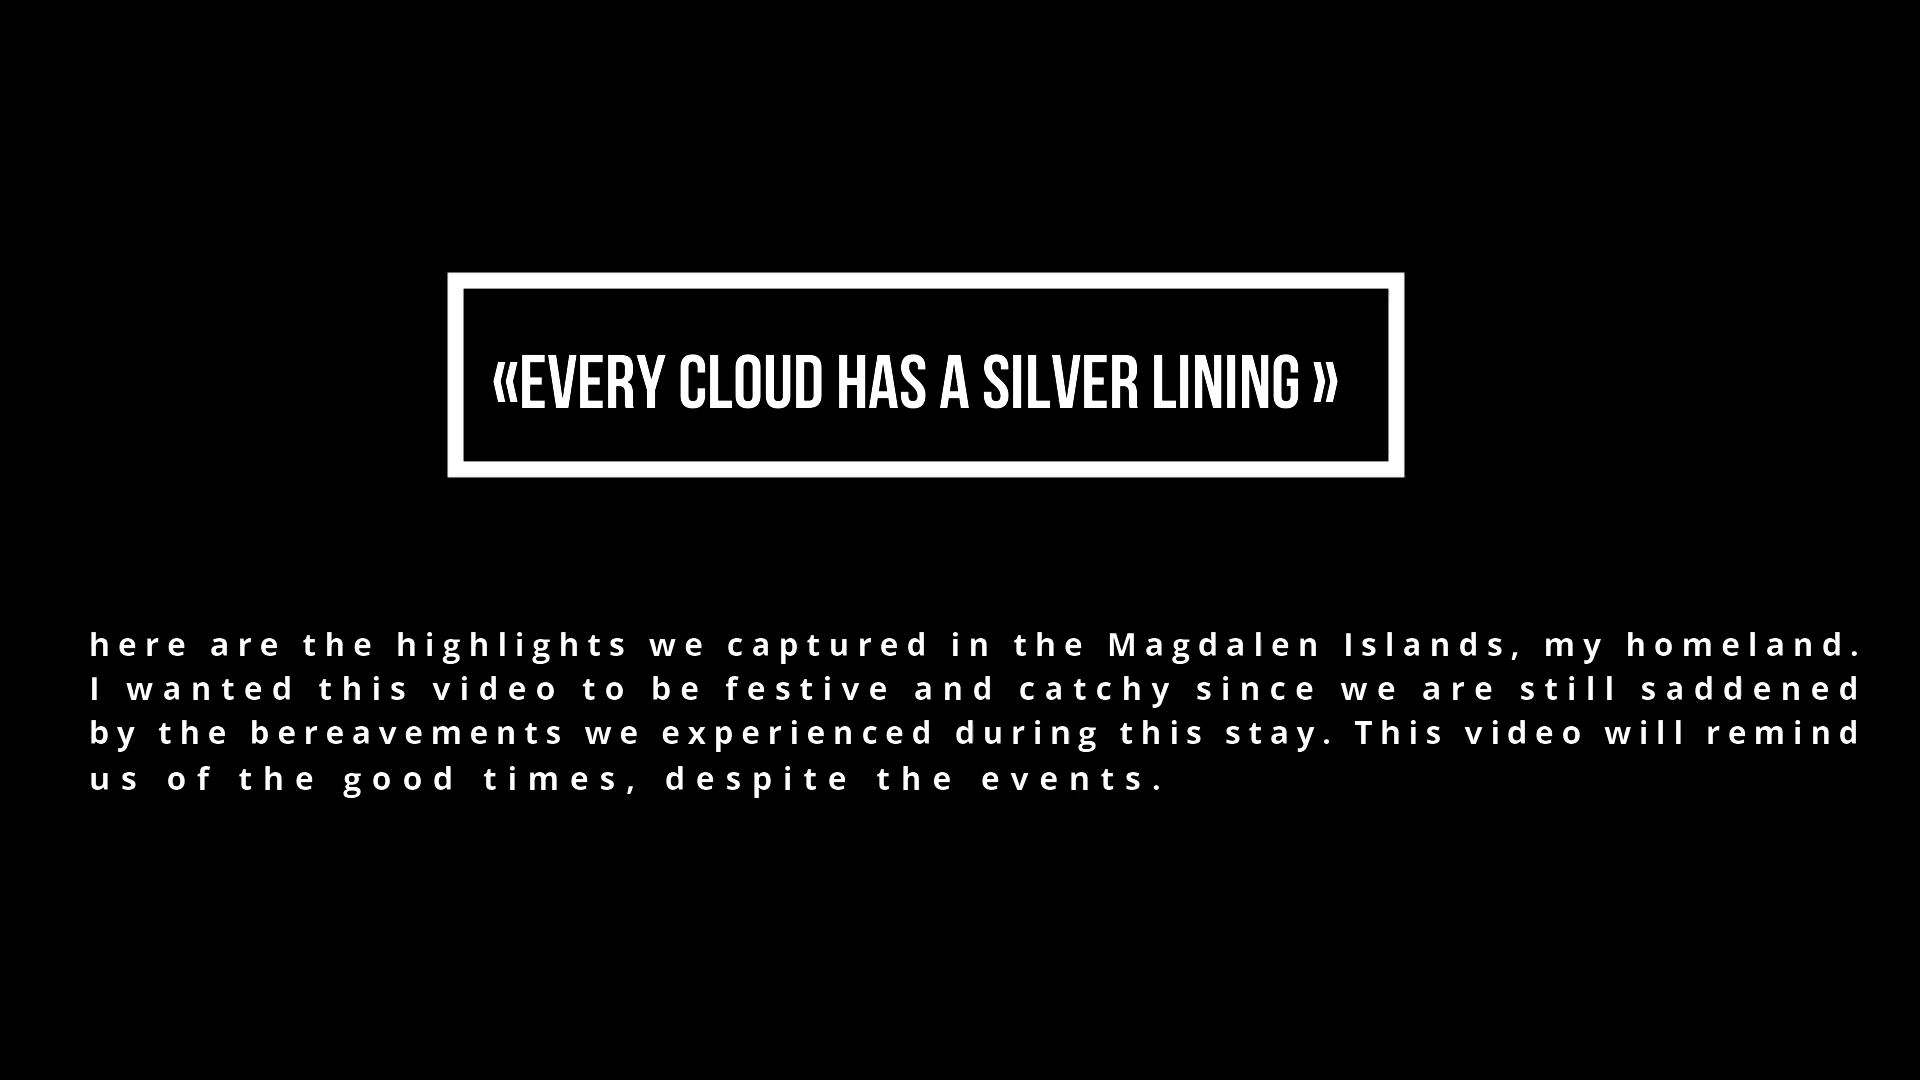 «EVERY CLOUD HAS A SILVER LINING »
here are the highlights we captured in the Magdalen Islands, my homeland.
I wanted this video to be festive and catchy since we are still saddened
by the bereavements we experienced during this stay. This video will remind
us of the good times, despite the events.